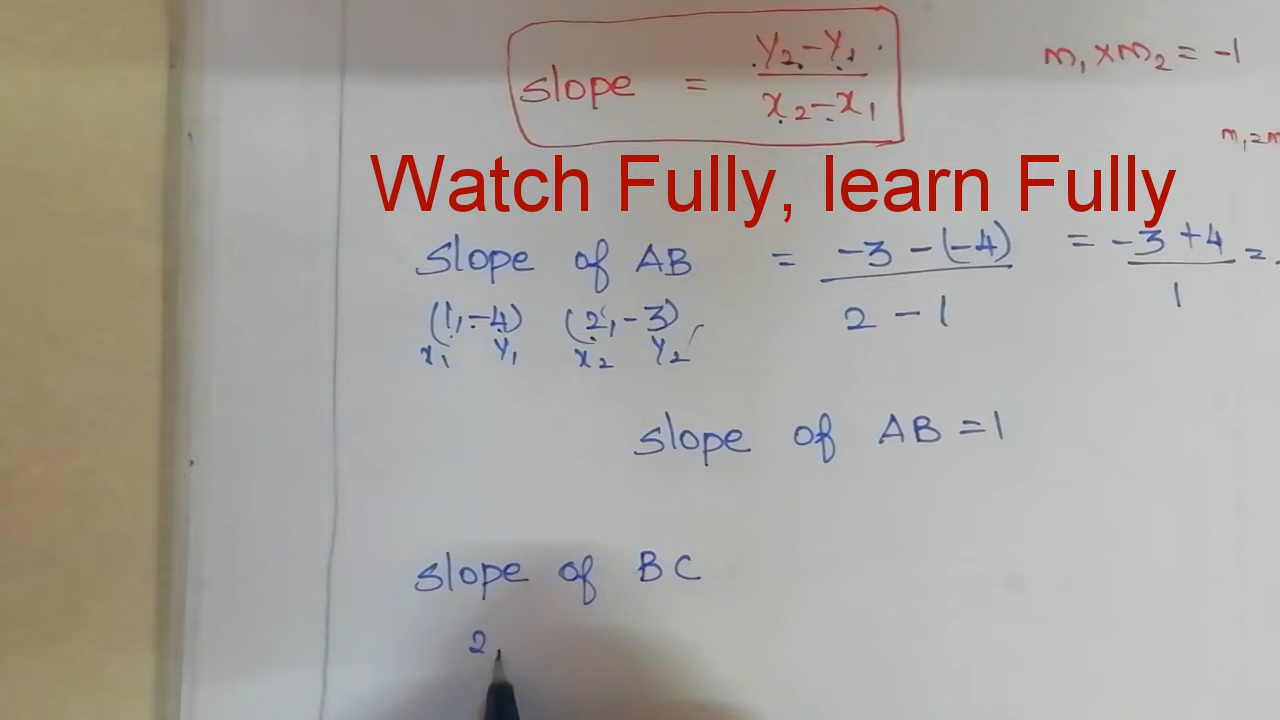 slope = y₂-y₁ / x₂-x₁
m₁ x m₂ = -1
m₁ = m
Watch Fully, learn Fully
Slope of AB = -3-(-4) / 2-1 = -3+4 / 1 =
(1,-4) (2,-3)
x₁ y₁ x₂ y₂
slope of AB = 1
slope of BC
2